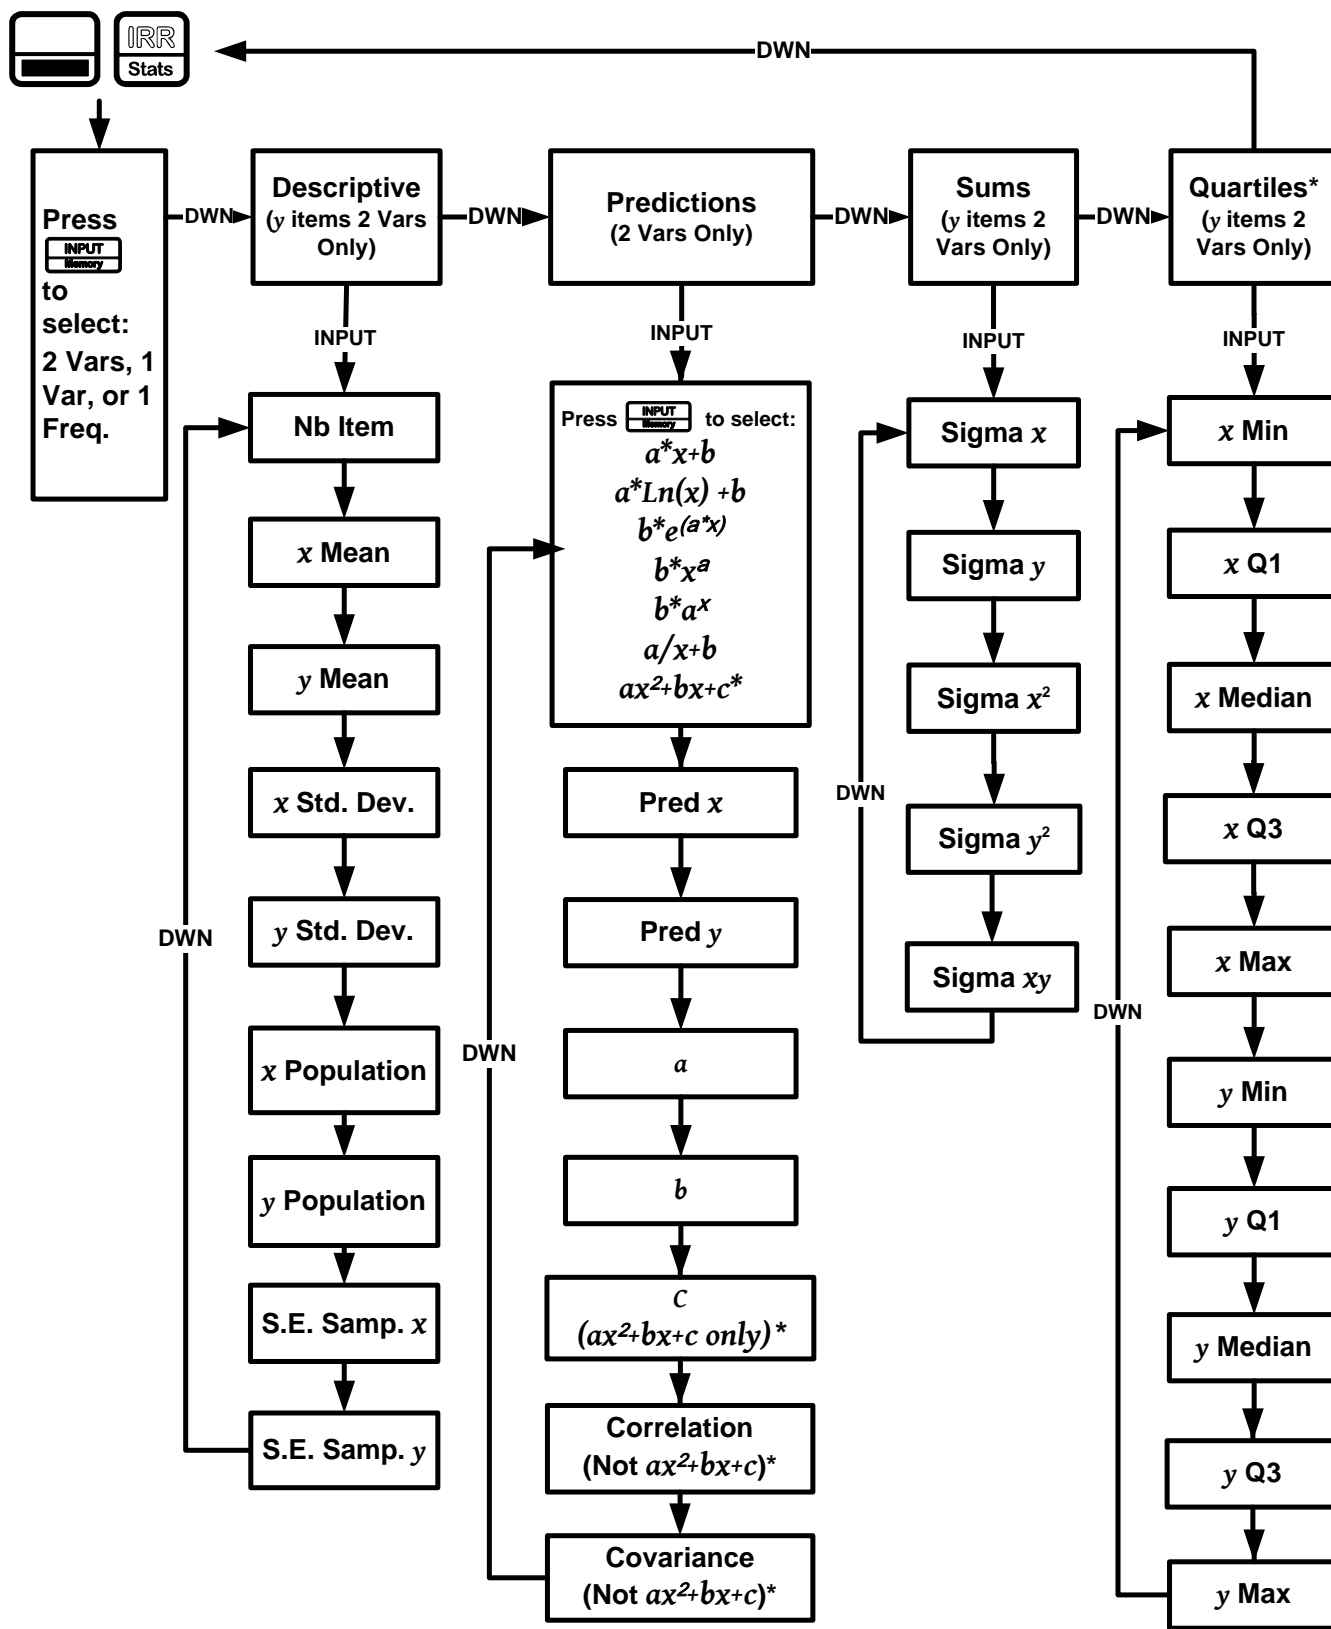 IRR
Stats
DWN
Press
INPUT
Memory
to
select:
2 Vars, 1
Var, or 1
Freq.
DWN
Descriptive
(y items 2 Vars
Only)
DWN
Predictions
(2 Vars Only)
DWN
Sums
(y items 2
Vars Only)
DWN
Quartiles*
(y items 2
Vars Only)
INPUT
Nb Item
x Mean
y Mean
x Std. Dev.
y Std. Dev.
x Population
y Population
S.E. Samp. x
S.E. Samp. y
DWN
INPUT
Press INPUT Memory to select:
a*x+b
a*Ln(x) +b
b*e^(a*x)
b*x^a
b*a^x
a/x+b
ax²+bx+c*
Pred x
Pred y
a
b
C
(ax²+bx+c only)*
Correlation
(Not ax²+bx+c)*
Covariance
(Not ax²+bx+c)*
DWN
INPUT
Sigma x
Sigma y
Sigma x²
Sigma y²
Sigma xy
DWN
INPUT
x Min
x Q1
x Median
x Q3
x Max
y Min
y Q1
y Median
y Q3
y Max
DWN